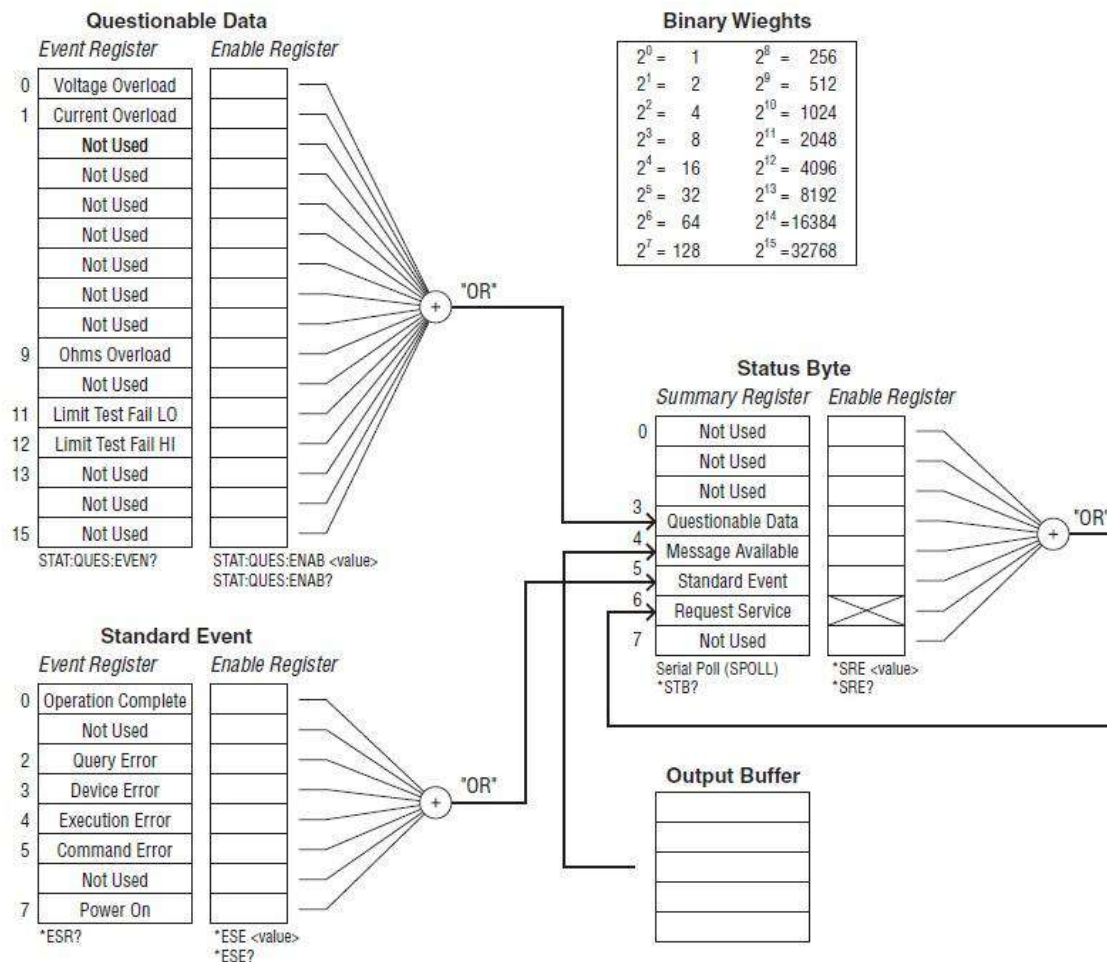 Questionable Data
Event Register Enable Register
0 Voltage Overload
1 Current Overload
Not Used
Not Used
Not Used
Not Used
Not Used
Not Used
Not Used
9 Ohms Overload
Not Used
11 Limit Test Fail LO
12 Limit Test Fail HI
13 Not Used
Not Used
15 Not Used
STAT:QUES:EVEN? STAT:QUES:ENAB <value>
STAT:QUES:ENAB?
+ "OR"
Binary Wieghts
2⁰ = 1 2⁸ = 256
2¹ = 2 2⁹ = 512
2² = 4 2¹⁰ = 1024
2³ = 8 2¹¹ = 2048
2⁴ = 16 2¹² = 4096
2⁵ = 32 2¹³ = 8192
2⁶ = 64 2¹⁴ =16384
2⁷ = 128 2¹⁵ =32768
Status Byte
Summary Register Enable Register
0 Not Used
Not Used
Not Used
3 Questionable Data
4 Message Available
5 Standard Event
6 Request Service
7 Not Used
Serial Poll (SPOLL) *SRE <value>
*STB? *SRE?
+ "OR"
Standard Event
Event Register Enable Register
0 Operation Complete
Not Used
2 Query Error
3 Device Error
4 Execution Error
5 Command Error
Not Used
7 Power On
*ESR? *ESE <value>
*ESE?
+ "OR"
Output Buffer